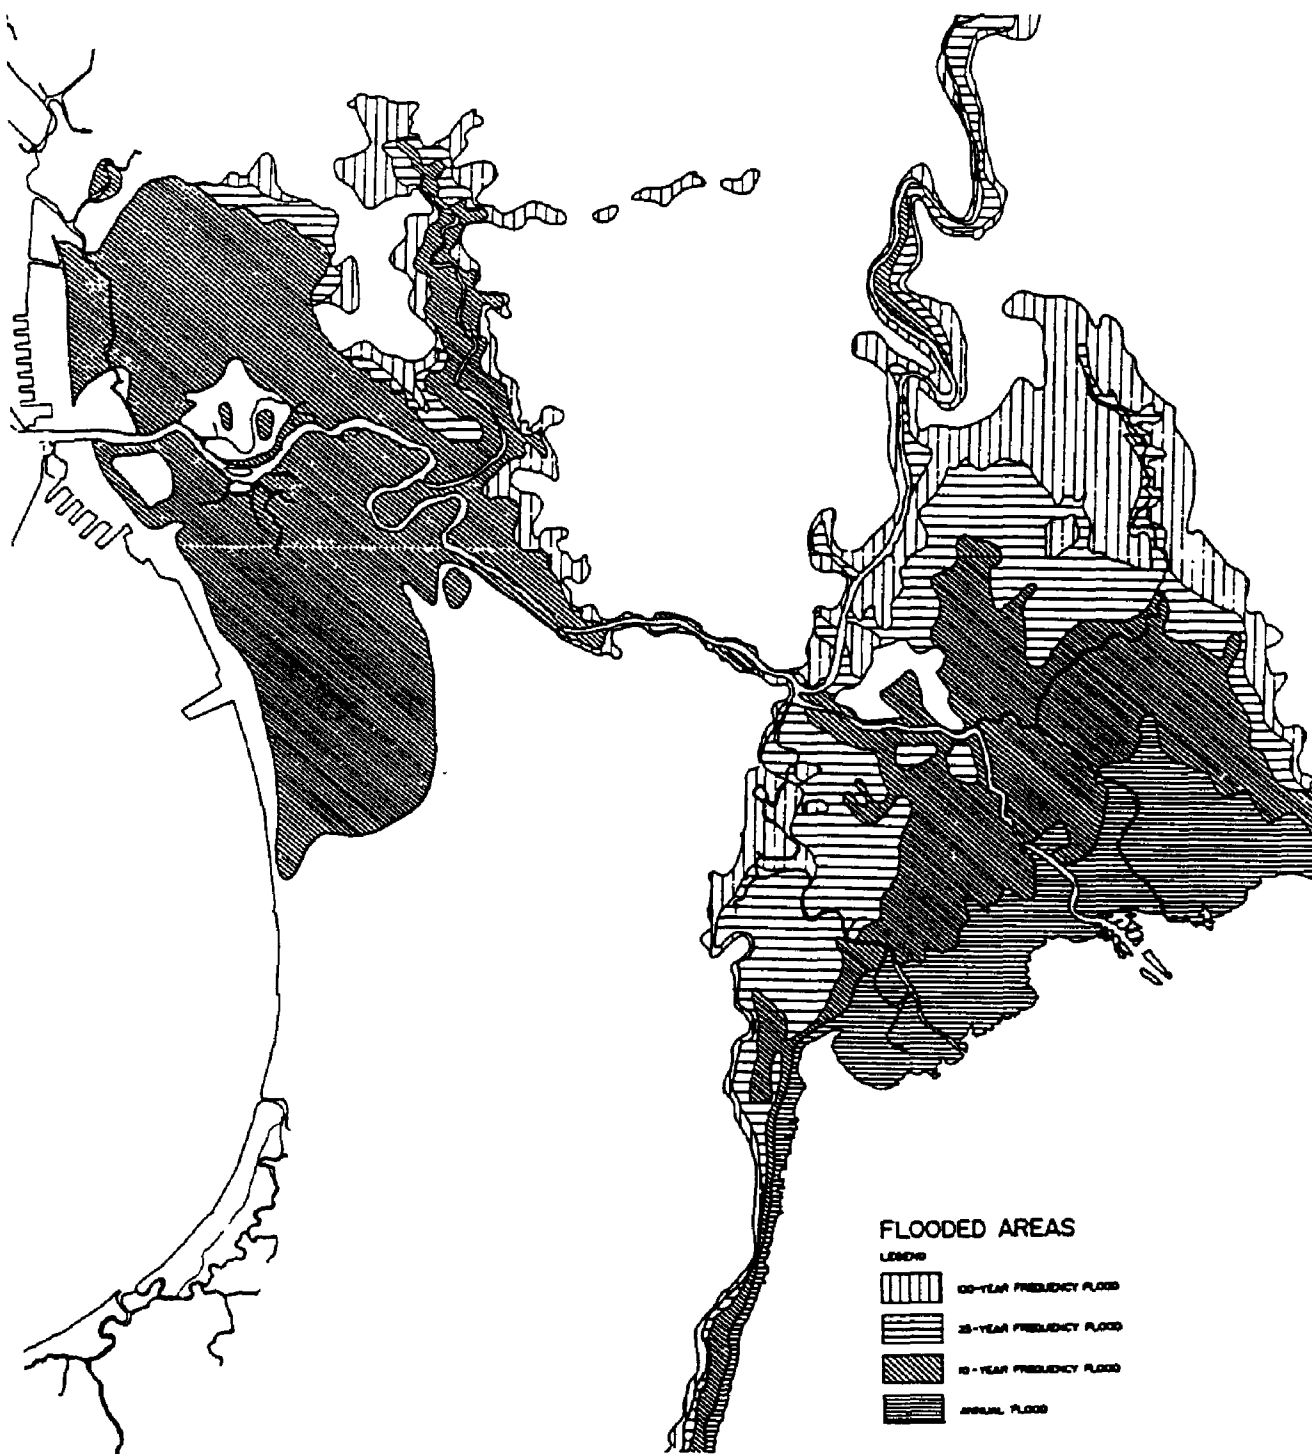 FLOODED AREAS
LEGEND
100-YEAR FREQUENCY FLOOD
25-YEAR FREQUENCY FLOOD
10-YEAR FREQUENCY FLOOD
ANNUAL FLOOD